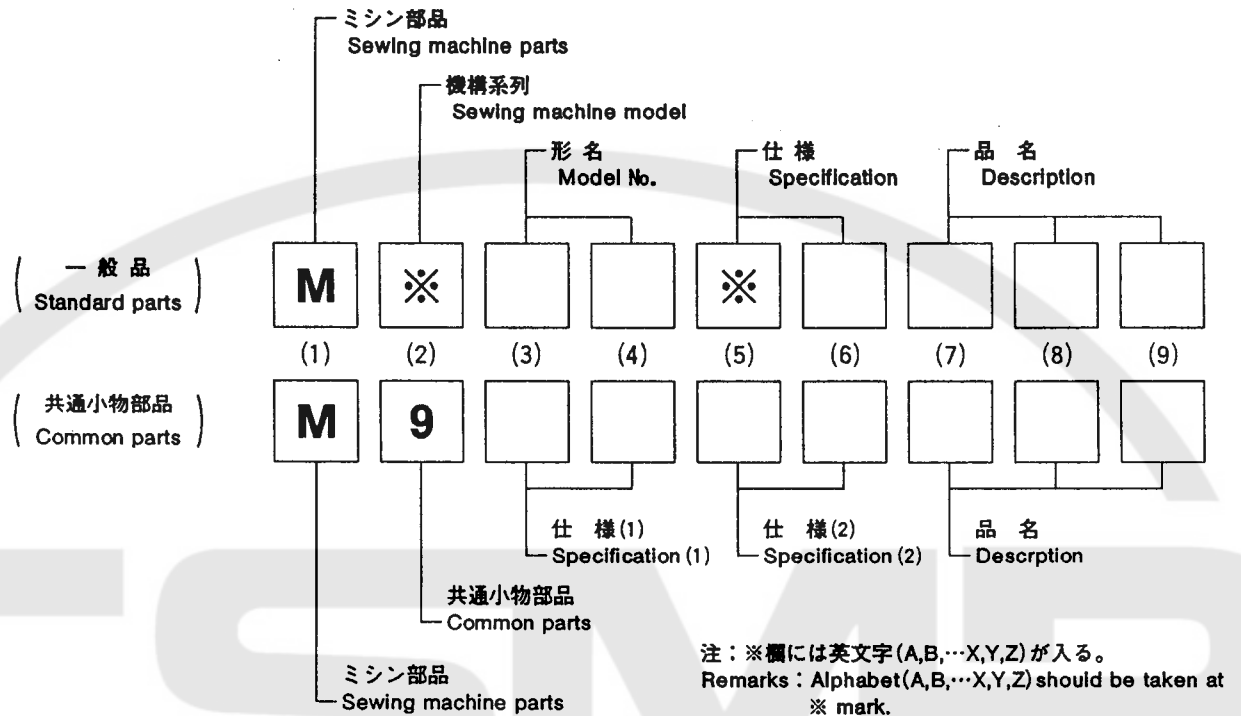 ミシン部品
Sewing machine parts
機構系列
Sewing machine model
形 名
Model No.
仕 様
Specification
品 名
Description
一 般 品
Standard parts
M ※ ※
(1) (2) (3) (4) (5) (6) (7) (8) (9)
共通小物部品
Common parts
M 9
仕 様(1)
Specification (1)
仕 様(2)
Specification (2)
品 名
Descrption
共通小物部品
Common parts
ミシン部品
Sewing machine parts
注：※欄には英文字(A,B,…X,Y,Z)が入る。
Remarks : Alphabet(A,B,…X,Y,Z) should be taken at
※ mark.